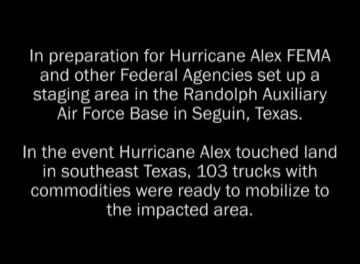 In preparation for Hurricane Alex FEMA
and other Federal Agencies set up a
staging area in the Randolph Auxiliary
Air Force Base in Seguin, Texas.
In the event Hurricane Alex touched land
in southeast Texas, 103 trucks with
commodities were ready to mobilize to
the impacted area.